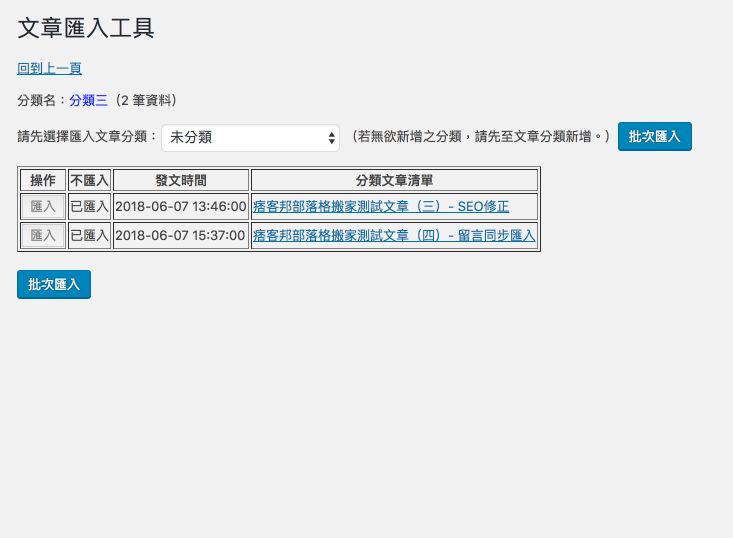 文章匯入工具
回到上一頁
分類名：分類三（2 筆資料）
請先選擇匯入文章分類： 未分類 （若無欲新增之分類，請先至文章分類新增。） 批次匯入
操作 不匯入 發文時間 分類文章清單
匯入 已匯入 2018-06-07 13:46:00 痞客邦部落格搬家測試文章（三）- SEO修正
匯入 已匯入 2018-06-07 15:37:00 痞客邦部落格搬家測試文章（四）- 留言同步匯入
批次匯入